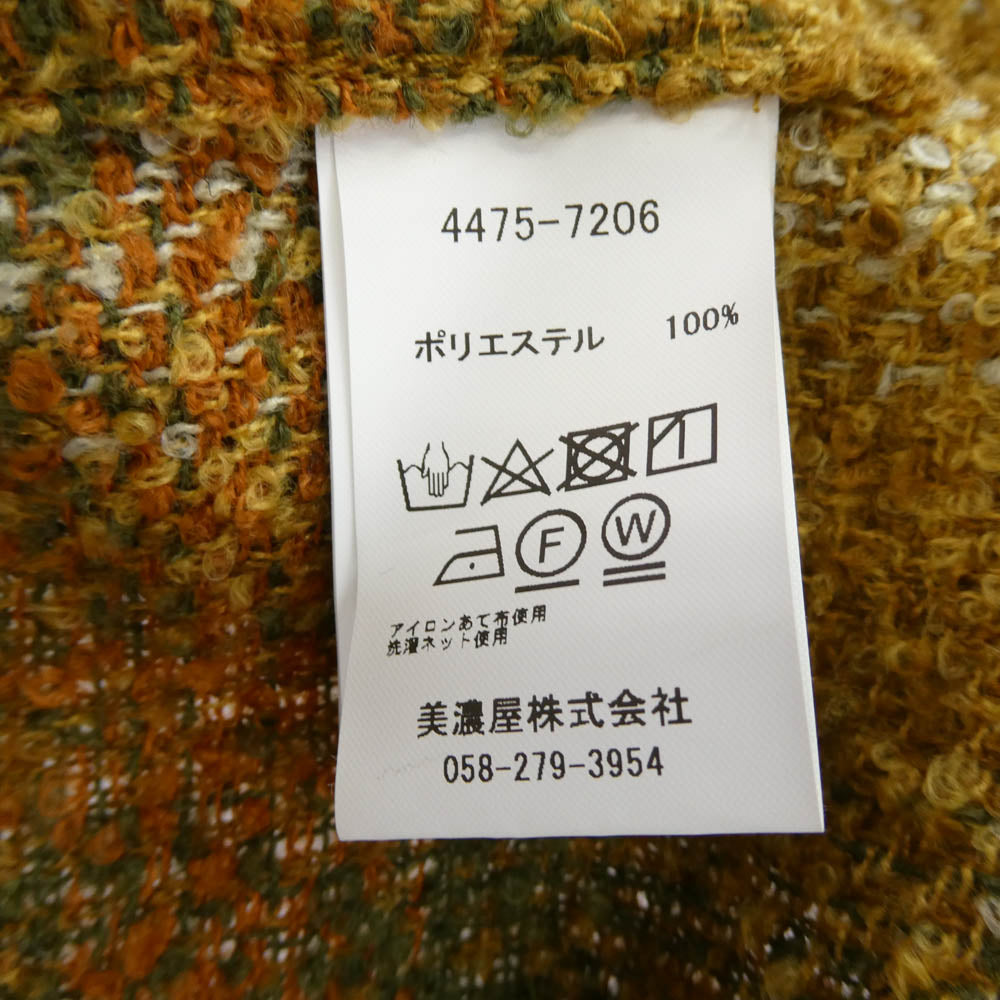 4475-7206
ポリエステル 100%
F W
アイロンあて布使用
洗濯ネット使用
美濃屋株式会社
058-279-3954